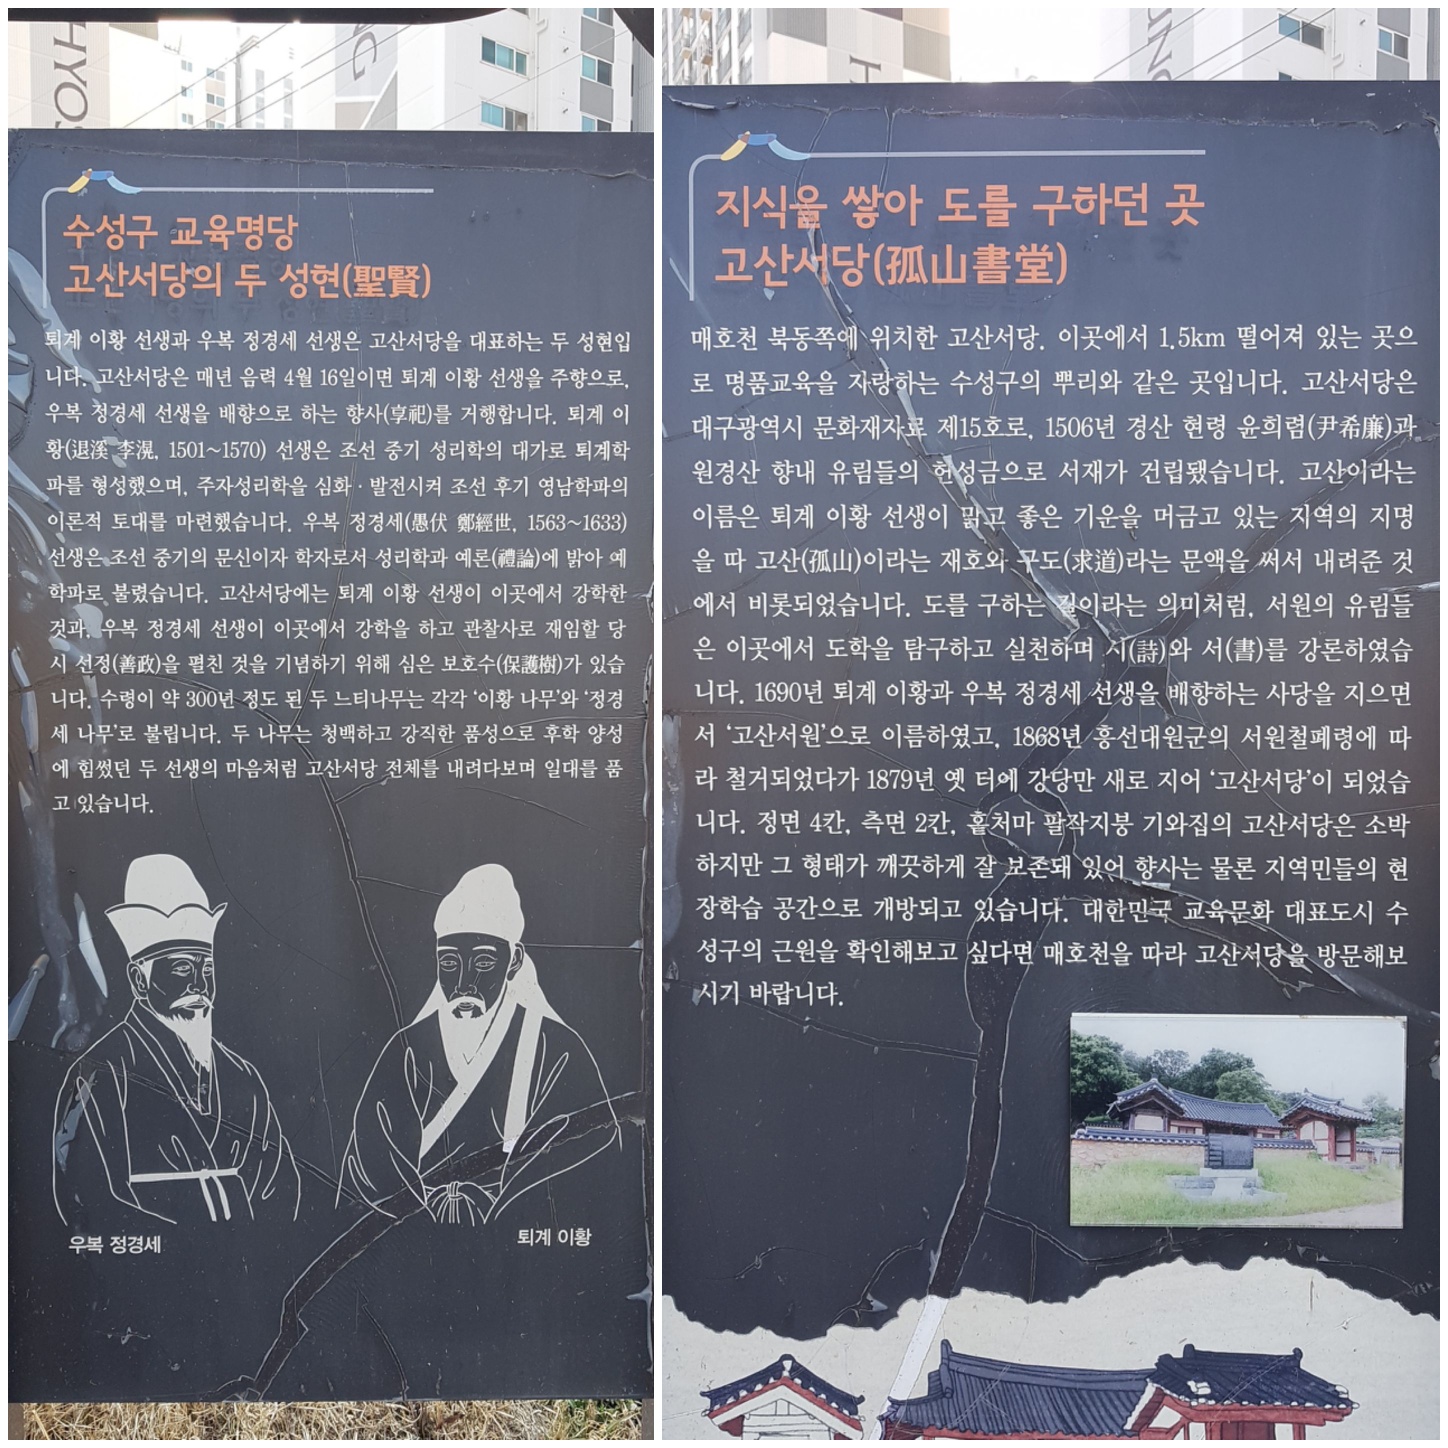 HYO
수성구 교육명당
고산서당의 두 성현(聖賢)
퇴계 이황 선생과 우복 정경세 선생은 고산서당을 대표하는 두 성현입
니다. 고산서당은 매년 음력 4월 16일이면 퇴계 이황 선생을 주향으로,
우복 정경세 선생을 배향으로 하는 향사(享祀)를 거행합니다. 퇴계 이
황(退溪 李滉, 1501~1570) 선생은 조선 중기 성리학의 대가로 퇴계학
파를 형성했으며, 주자성리학을 심화·발전시켜 조선 후기 영남학파의
이론적 토대를 마련했습니다. 우복 정경세(愚伏 鄭經世, 1563~1633)
선생은 조선 중기의 문신이자 학자로서 성리학과 예론(禮論)에 밝아 예
학파로 불렸습니다. 고산서당에는 퇴계 이황 선생이 이곳에서 강학한
것과, 우복 정경세 선생이 이곳에서 강학을 하고 관찰사로 재임할 당
시 선정(善政)을 펼친 것을 기념하기 위해 심은 보호수(保護樹)가 있습
니다. 수령이 약 300년 정도 된 두 느티나무는 각각 ‘이황 나무’와 ‘정경
세 나무’로 불립니다. 두 나무는 청백하고 강직한 품성으로 후학 양성
에 힘썼던 두 선생의 마음처럼 고산서당 전체를 내려다보며 일대를 품
고 있습니다.
우복 정경세
퇴계 이황
지식을 쌓아 도를 구하던 곳
고산서당(孤山書堂)
매호천 북동쪽에 위치한 고산서당. 이곳에서 1.5km 떨어져 있는 곳으
로 명품교육을 자랑하는 수성구의 뿌리와 같은 곳입니다. 고산서당은
대구광역시 문화재자료 제15호로, 1506년 경산 현령 윤희렴(尹希廉)과
원경산 향내 유림들의 헌성금으로 서재가 건립됐습니다. 고산이라는
이름은 퇴계 이황 선생이 맑고 좋은 기운을 머금고 있는 지역의 지명
을 따 고산(孤山)이라는 재호와 구도(求道)라는 문액을 써서 내려준 것
에서 비롯되었습니다. 도를 구하는 길이라는 의미처럼, 서원의 유림들
은 이곳에서 도학을 탐구하고 실천하며 시(詩)와 서(書)를 강론하였습
니다. 1690년 퇴계 이황과 우복 정경세 선생을 배향하는 사당을 지으면
서 ‘고산서원’으로 이름하였고, 1868년 흥선대원군의 서원철폐령에 따
라 철거되었다가 1879년 옛 터에 강당만 새로 지어 ‘고산서당’이 되었습
니다. 정면 4칸, 측면 2칸, 홑처마 팔작지붕 기와집의 고산서당은 소박
하지만 그 형태가 깨끗하게 잘 보존돼 있어 향사는 물론 지역민들의 현
장학습 공간으로 개방되고 있습니다. 대한민국 교육문화 대표도시 수
성구의 근원을 확인해보고 싶다면 매호천을 따라 고산서당을 방문해보
시기 바랍니다.